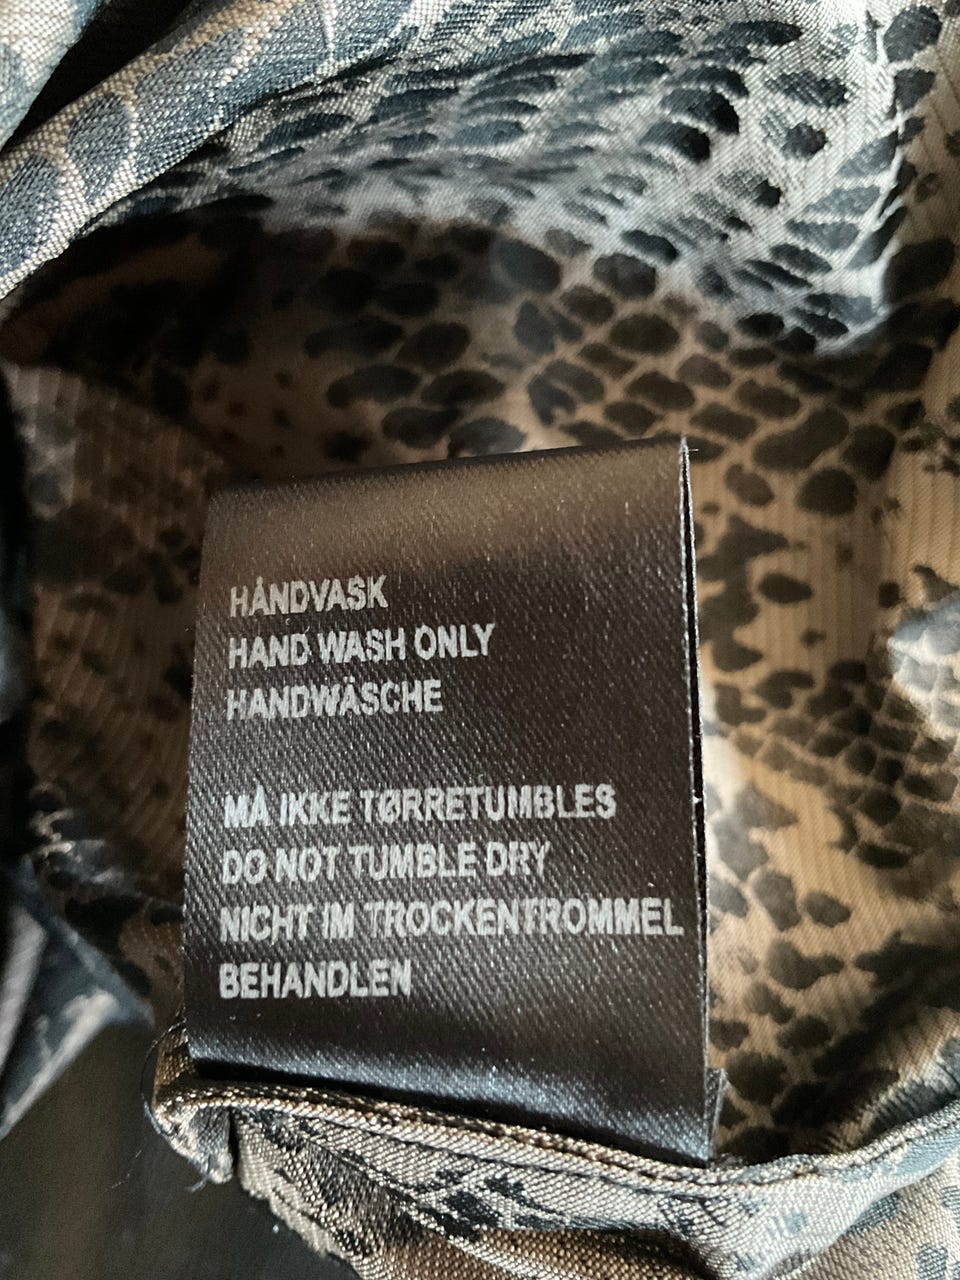 HÅNDVASK
HAND WASH ONLY
HANDWÄSCHE
MÅ IKKE TØRRETUMBLES
DO NOT TUMBLE DRY
NICHT IM TROCKENTROMMEL
BEHANDLEN